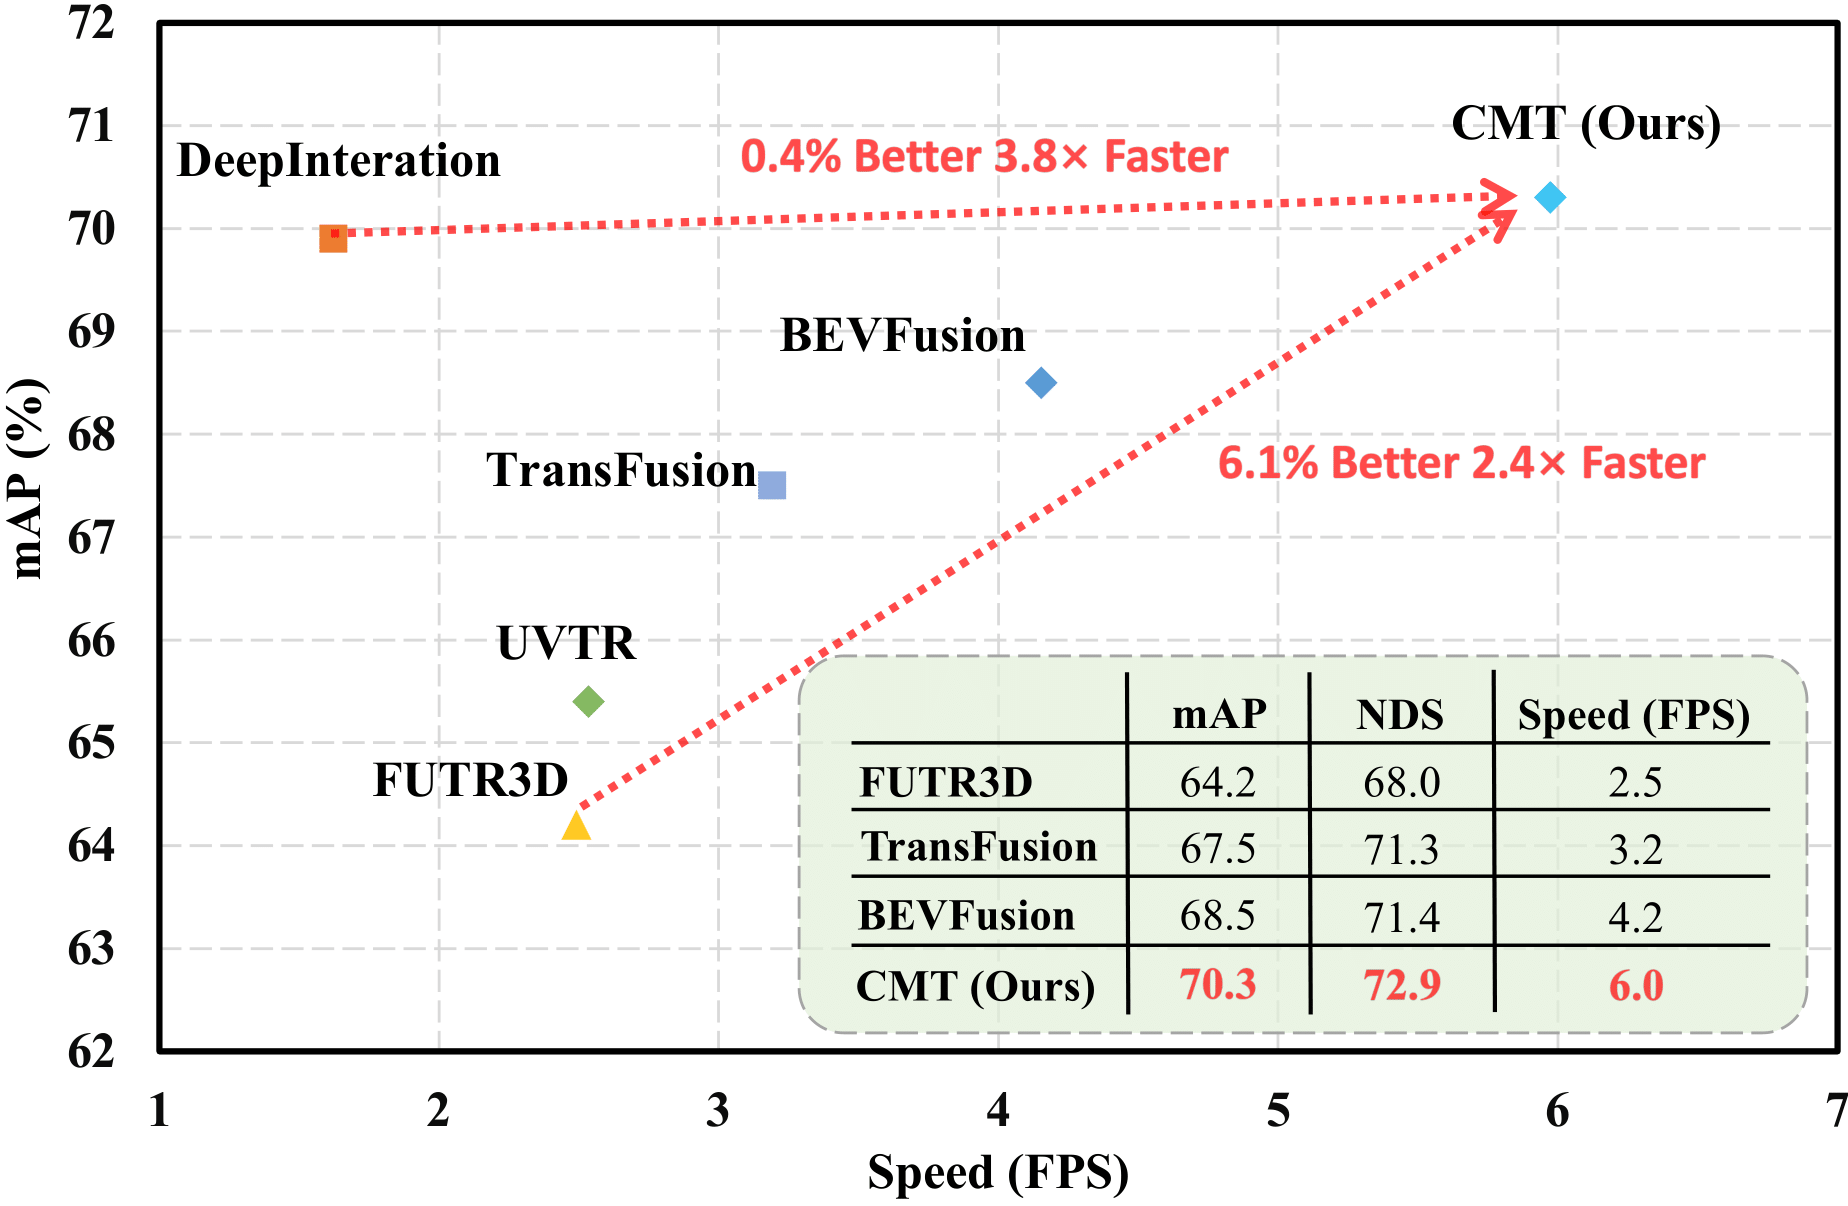 72
71
70
69
68
67
66
65
64
63
62
mAP (%)
CMT (Ours)
0.4% Better 3.8× Faster
DeepInteration
BEVFusion
TransFusion
6.1% Better 2.4× Faster
UVTR
FUTR3D
mAP NDS Speed (FPS)
FUTR3D 64.2 68.0 2.5
TransFusion 67.5 71.3 3.2
BEVFusion 68.5 71.4 4.2
CMT (Ours) 70.3 72.9 6.0
1 2 3 4 5 6 7
Speed (FPS)